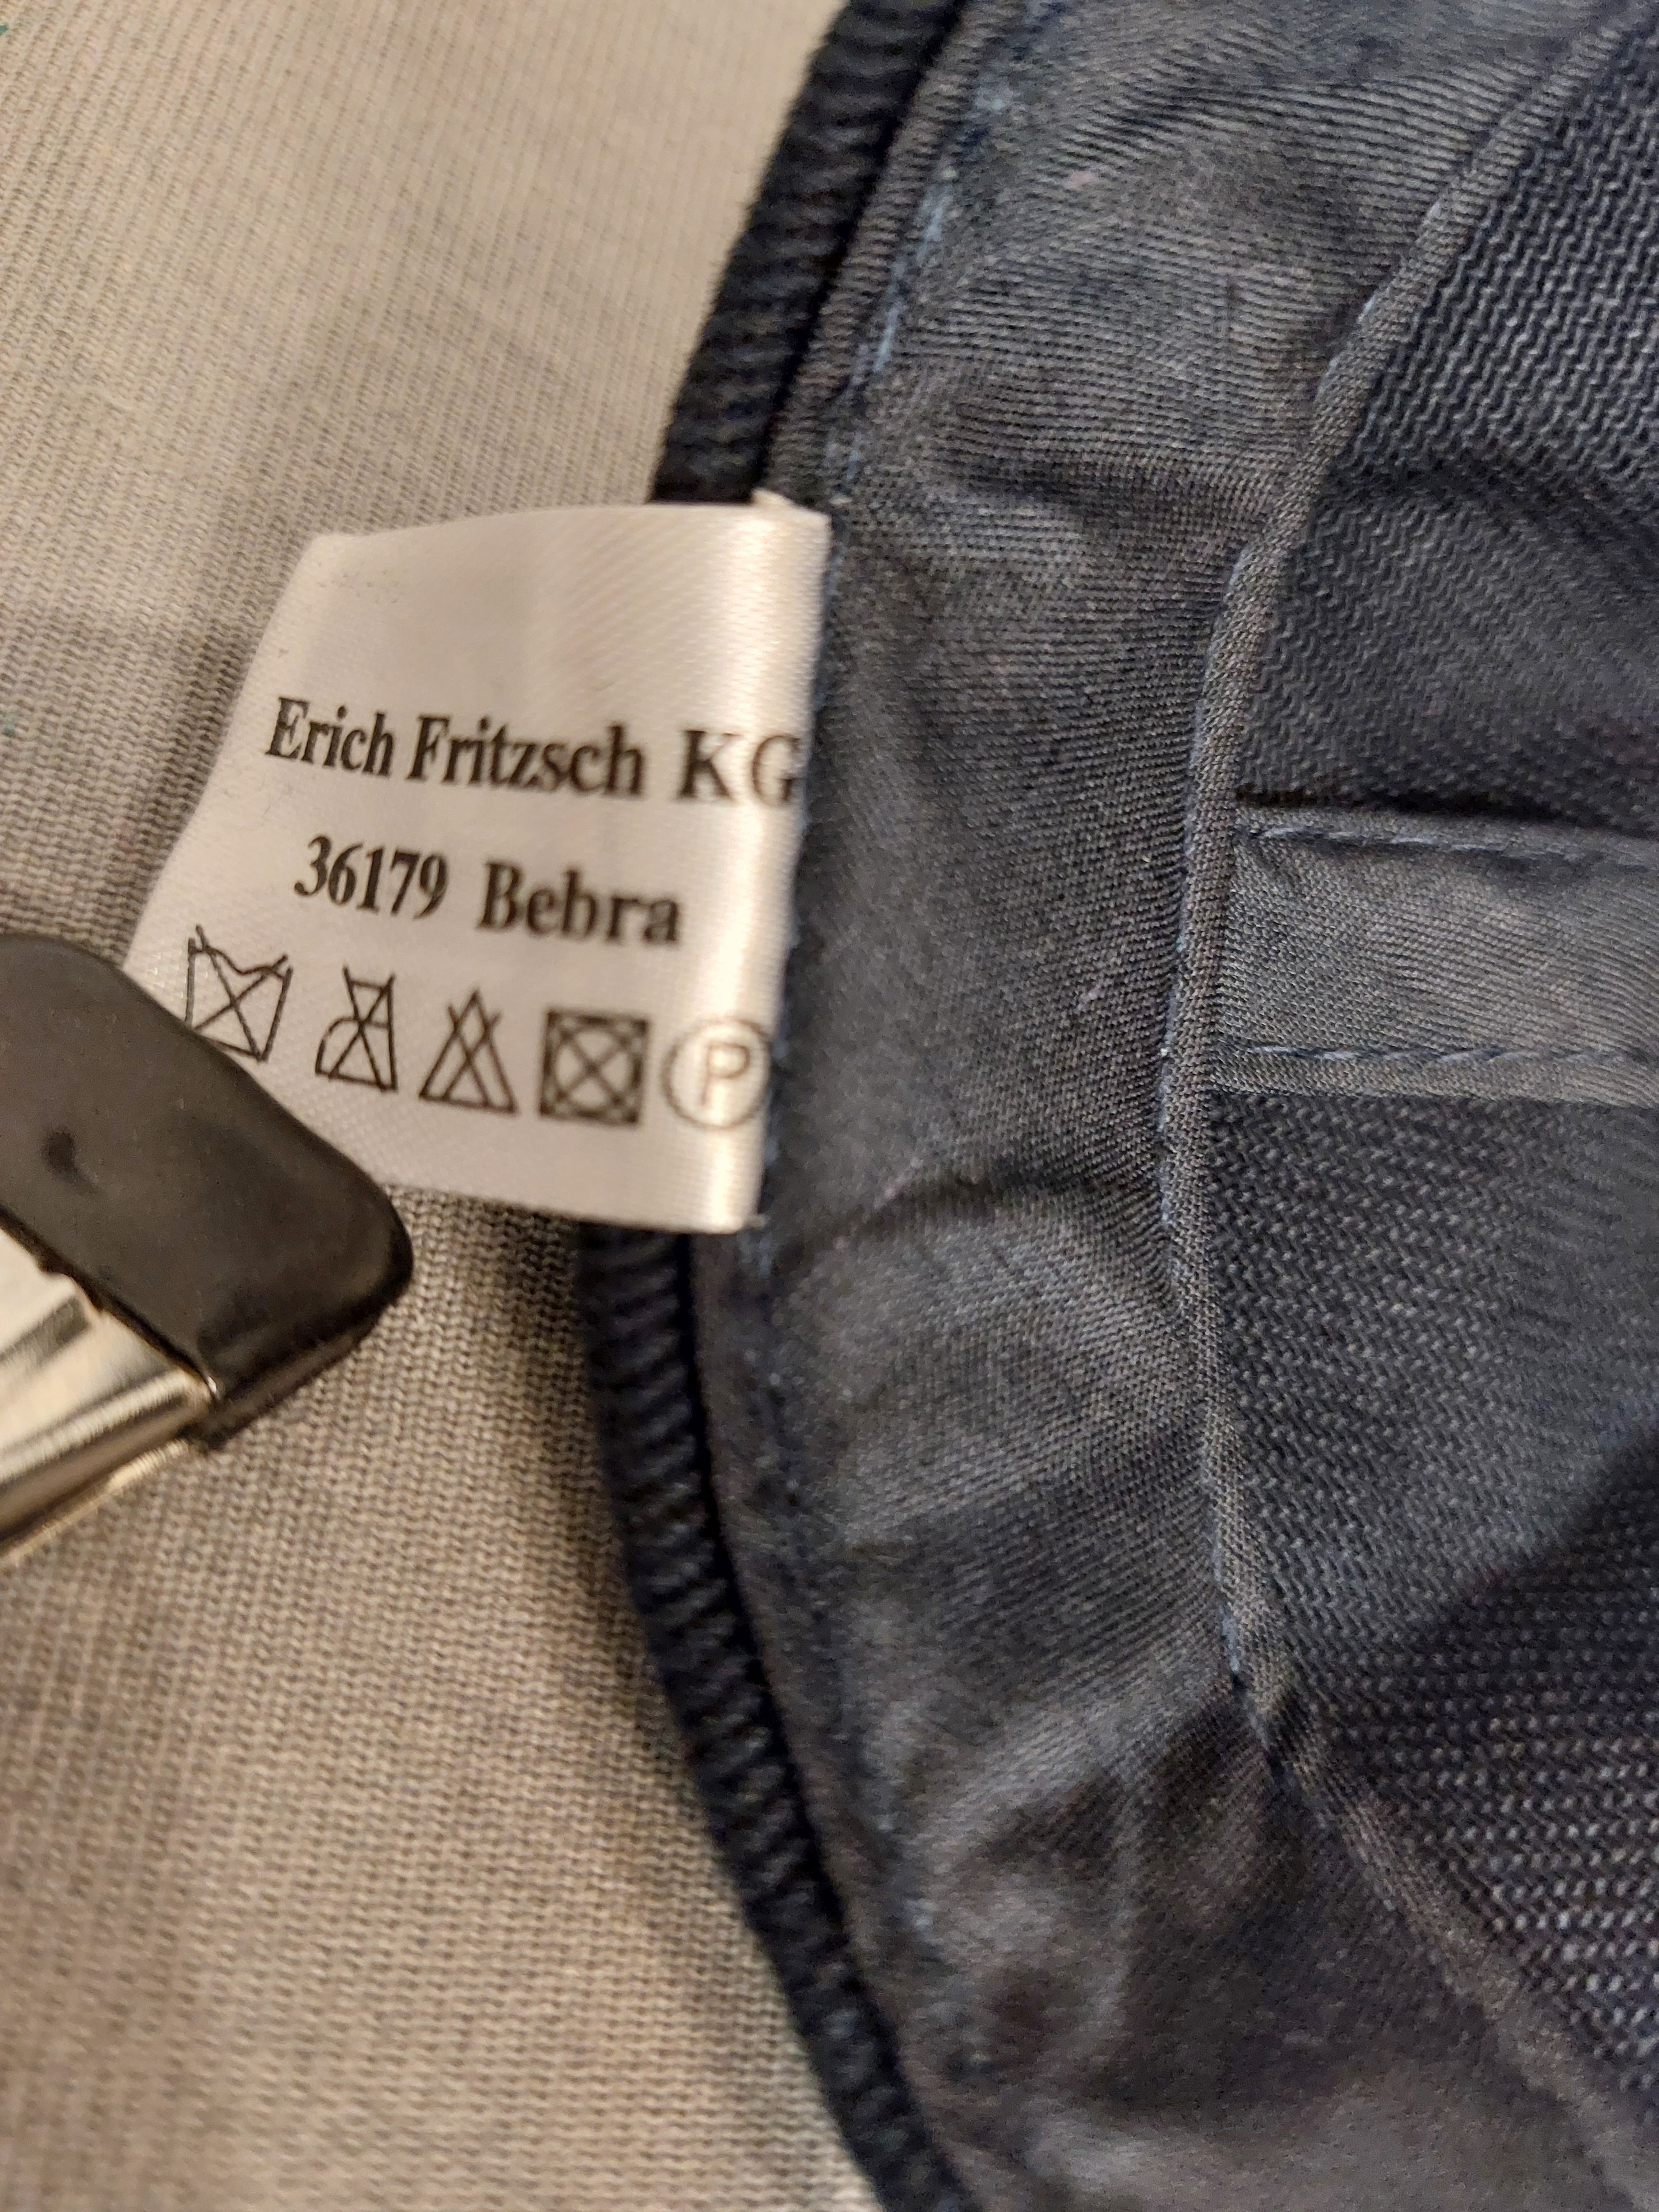 Erich Fritzsch KG
36179 Bebra
P